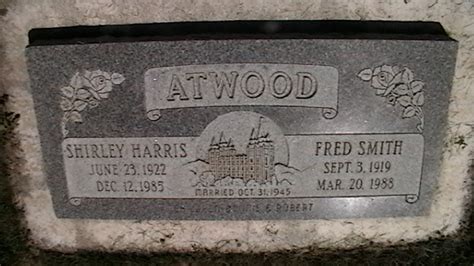 ATWOOD
SHIRLEY HARRIS
JUNE 23, 1922
DEC. 12, 1985
FRED SMITH
SEPT. 3, 1919
MAR. 20, 1988
MARRIED OCT. 31, 1945
& ROBERT